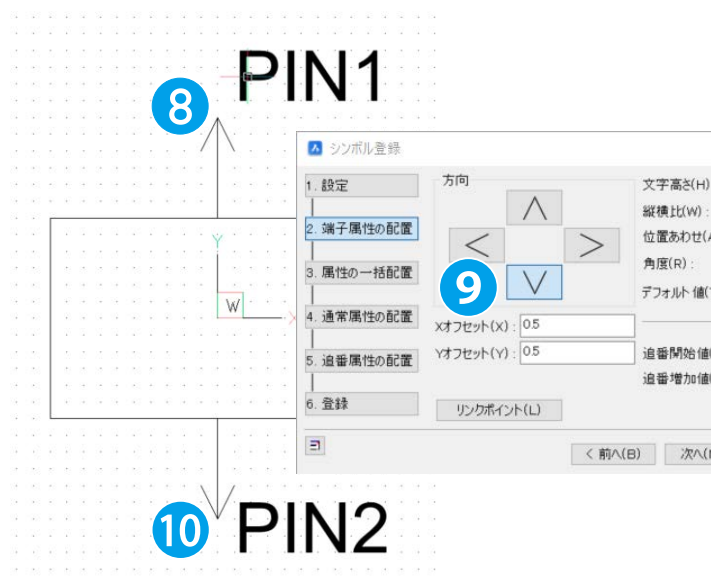 PIN1
8
シンボル登録
1. 設定
2. 端子属性の配置
3. 属性の一括配置
4. 通常属性の配置
5. 追番属性の配置
6. 登録
方向
9
Xオフセット(X) : 0.5
Yオフセット(Y) : 0.5
リンクポイント(L)
文字高さ(H)
縦横比(W) :
位置あわせ(A
角度(R) :
デフォルト値(
追番開始値
追番増加値
< 前へ(B)
次へ(
Y
W
X
10
PIN2